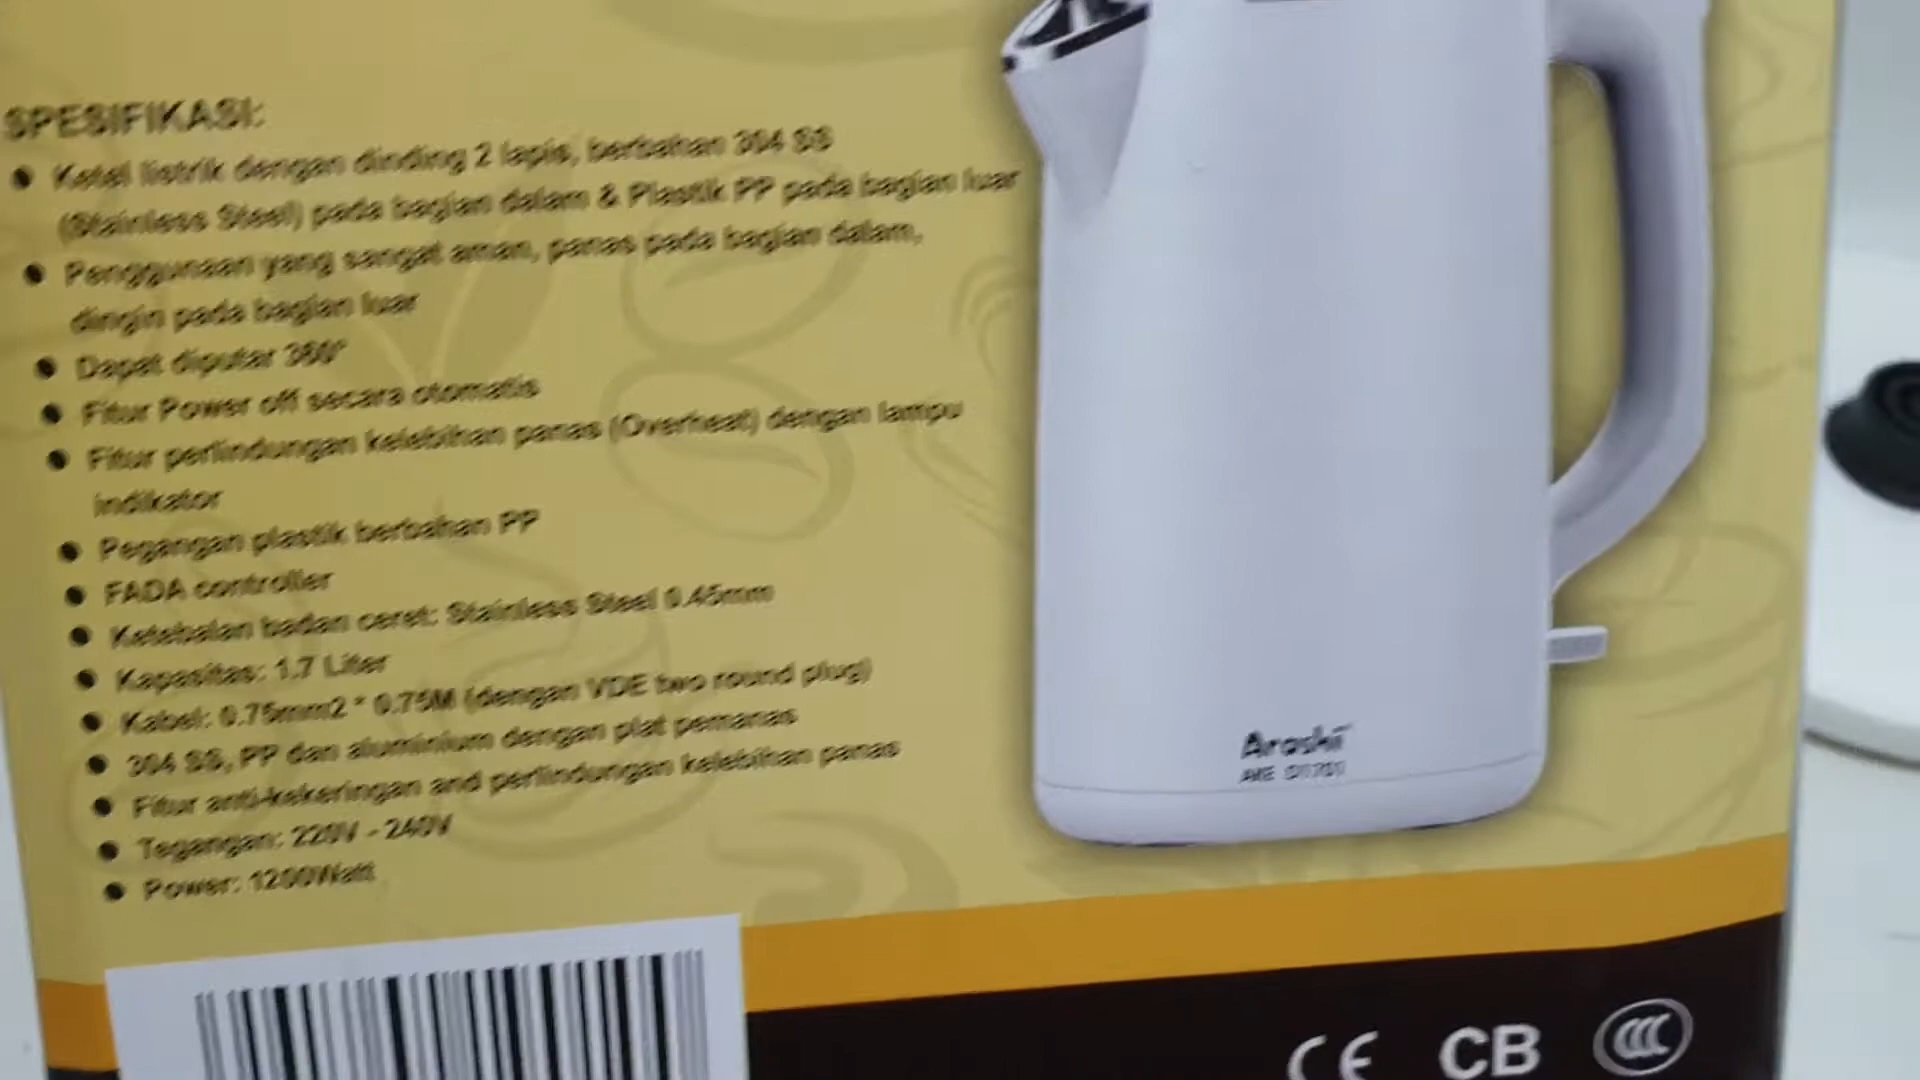 SPESIFIKASI:
● Ketel listrik dengan dinding 2 lapis, berbahan 304 SS
(Stainless Steel) pada bagian dalam & Plastik PP pada bagian luar
● Penggunaan yang sangat aman, panas pada bagian dalam,
dingin pada bagian luar
● Dapat diputar 360°
● Fitur Power off secara otomatis
● Fitur perlindungan kelebihan panas (Overheat) dengan lampu
indikator
● Pegangan plastik berbahan PP
● FADA controller
● Ketebalan badan ceret: Stainless Steel 0.45mm
● Kapasitas: 1.7 Liter
● Kabel: 0.75mm2 * 0.75M (dengan VDE two round plug)
● 304 SS, PP dan aluminium dengan plat pemanas
● Fitur anti-kekeringan and perlindungan kelebihan panas
● Tegangan: 220V - 240V
● Power: 1200Watt
Arashi
CE CB CCC